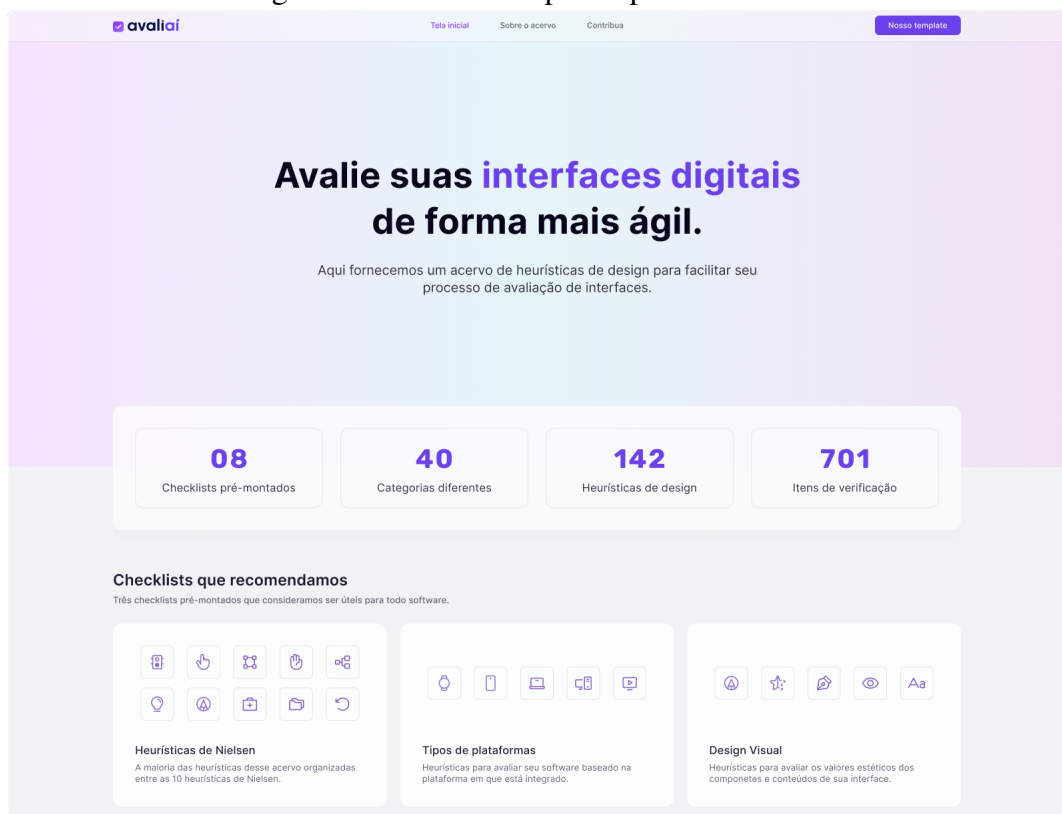 avaliaí
Tela inicial
Sobre o acervo
Contribua
Nosso template
Avalie suas interfaces digitais
de forma mais ágil.
Aqui fornecemos um acervo de heurísticas de design para facilitar seu
processo de avaliação de interfaces.
08
Checklists pré-montados
40
Categorias diferentes
142
Heurísticas de design
701
Itens de verificação
Checklists que recomendamos
Três checklists pré-montados que consideramos ser úteis para todo software.
Heurísticas de Nielsen
A maioria das heurísticas desse acervo organizadas
entre as 10 heurísticas de Nielsen.
Tipos de plataformas
Heurísticas para avaliar seu software baseado na
plataforma em que está integrado.
Aa
Design Visual
Heurísticas para avaliar os valores estéticos dos
componetes e conteúdos de sua interface.